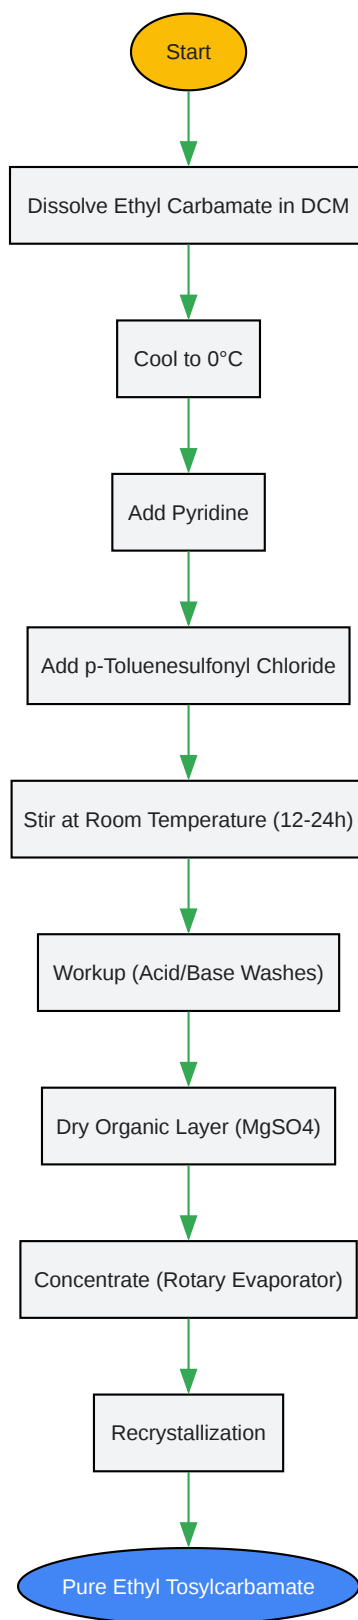 Start
Dissolve Ethyl Carbamate in DCM
Cool to 0°C
Add Pyridine
Add p-Toluenesulfonyl Chloride
Stir at Room Temperature (12-24h)
Workup (Acid/Base Washes)
Dry Organic Layer (MgSO4)
Concentrate (Rotary Evaporator)
Recrystallization
Pure Ethyl Tosylcarbamate